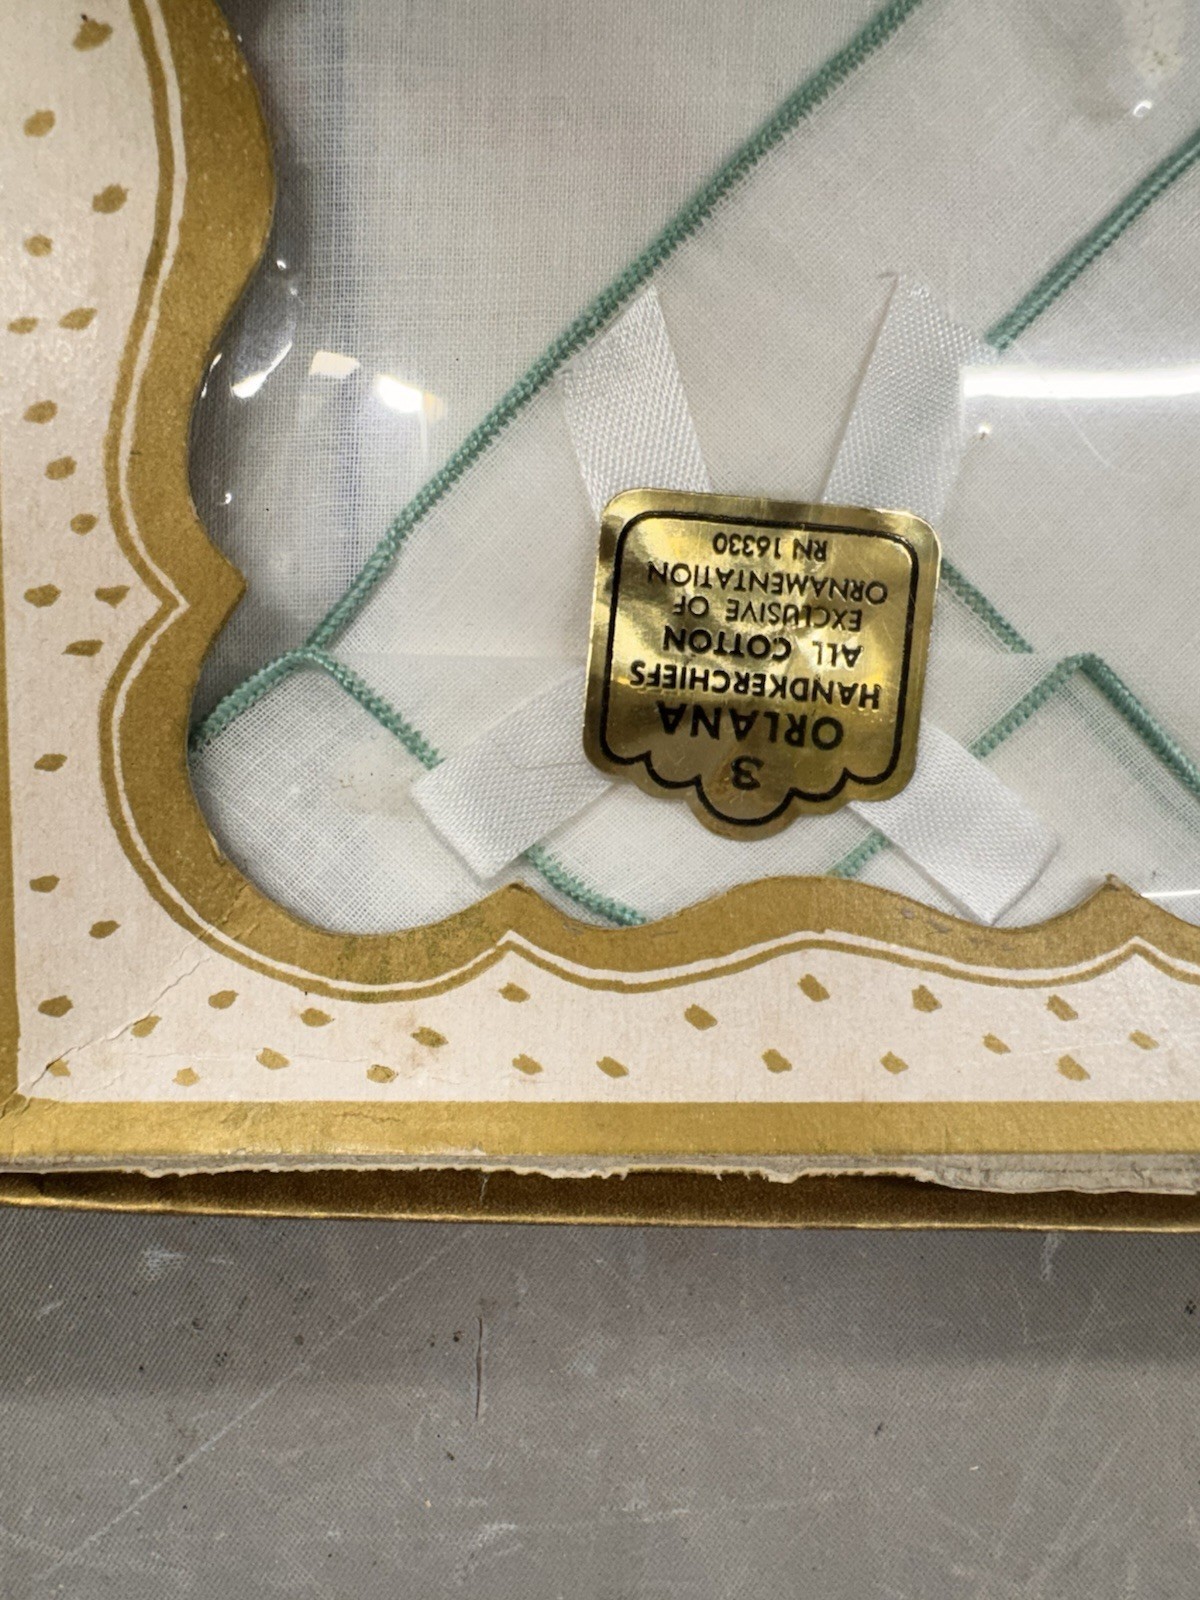 3
ORLANA
HANDKERCHIEFS
ALL COTTON
EXCLUSIVE OF
ORNAMENTATION
RN 16330